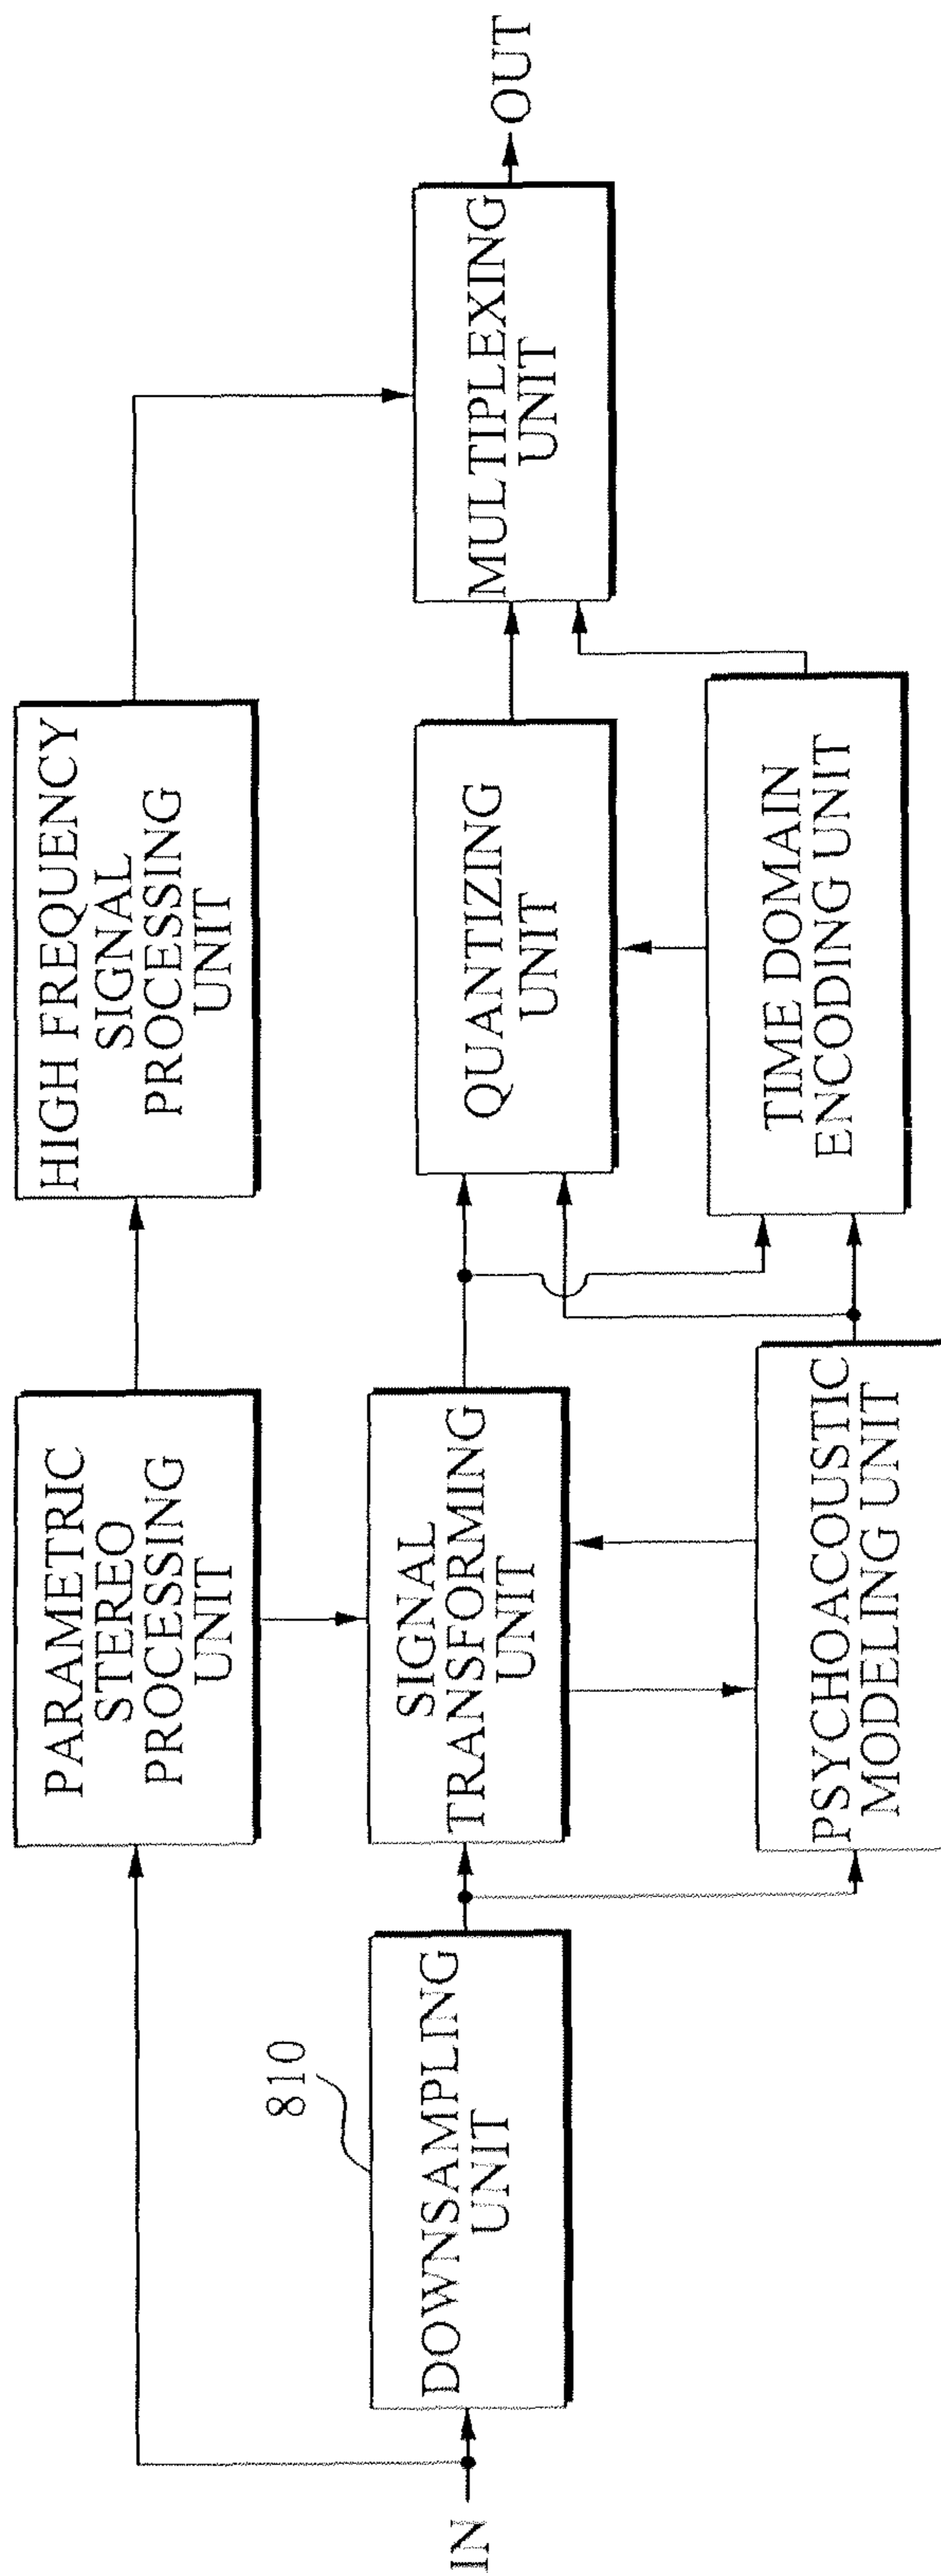 IN
810
DOWNSAMPLING
UNIT
PARAMETRIC
STEREO
PROCESSING
UNIT
SIGNAL
TRANSFORMING
UNIT
PSYCHOACOUSTIC
MODELING UNIT
HIGH FREQUENCY
SIGNAL
PROCESSING
UNIT
QUANTIZING
UNIT
TIME DOMAIN
ENCODING UNIT
MULTIPLEXING
UNIT
OUT